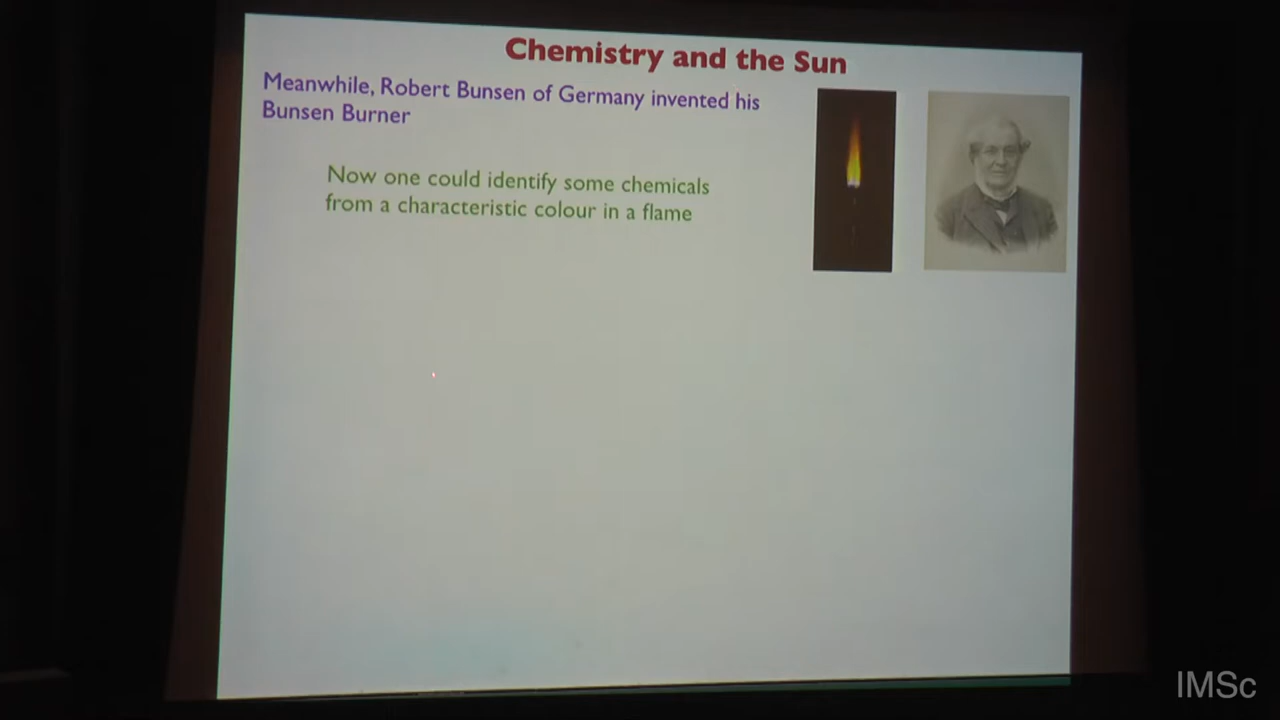 Chemistry and the Sun
Meanwhile, Robert Bunsen of Germany invented his
Bunsen Burner
Now one could identify some chemicals
from a characteristic colour in a flame
IMSc